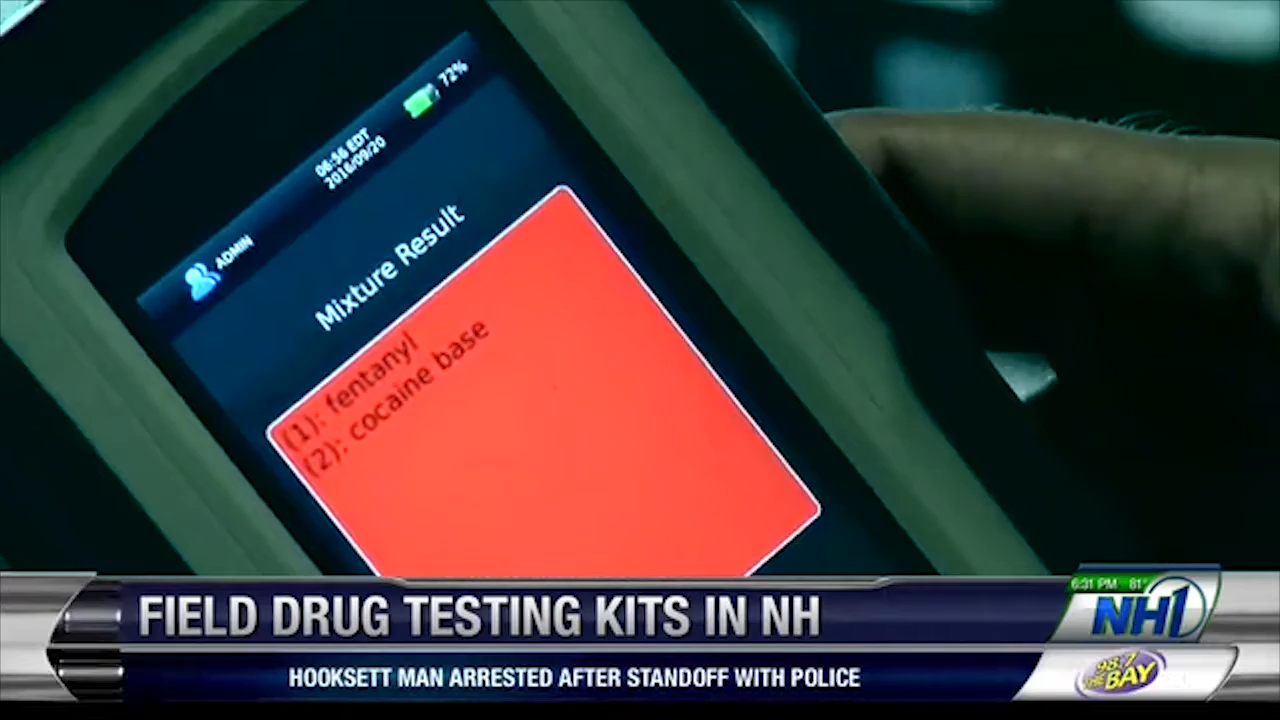 72%
06:56 EDT
2016/09/20
ADMIN
Mixture Result
(1): fentanyl
(2): cocaine base
FIELD DRUG TESTING KITS IN NH
6:31 PM 81°
NH1
HOOKSETT MAN ARRESTED AFTER STANDOFF WITH POLICE
98.7
THE BAY